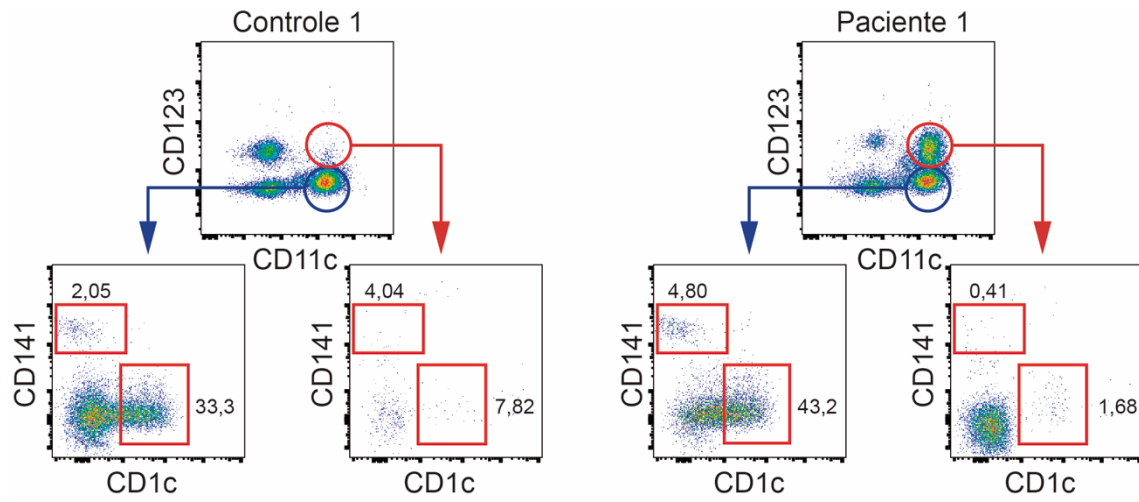 Controle 1
Paciente 1
CD123
CD11c
CD123
CD11c
2,05
CD141
33,3
CD1c
4,04
CD141
7,82
CD1c
4,80
CD141
43,2
CD1c
0,41
CD141
1,68
CD1c